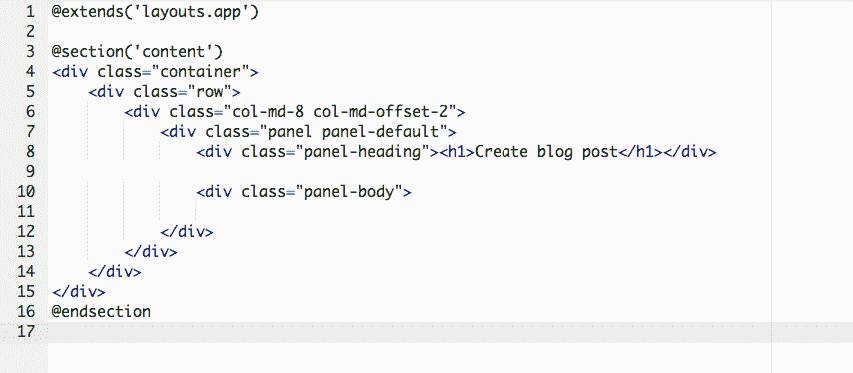 1 @extends('layouts.app')
2
3 @section('content')
4 <div class="container">
5     <div class="row">
6         <div class="col-md-8 col-md-offset-2">
7             <div class="panel panel-default">
8                 <div class="panel-heading"><h1>Create blog post</h1></div>
9
10                 <div class="panel-body">
11
12             </div>
13         </div>
14     </div>
15 </div>
16 @endsection
17